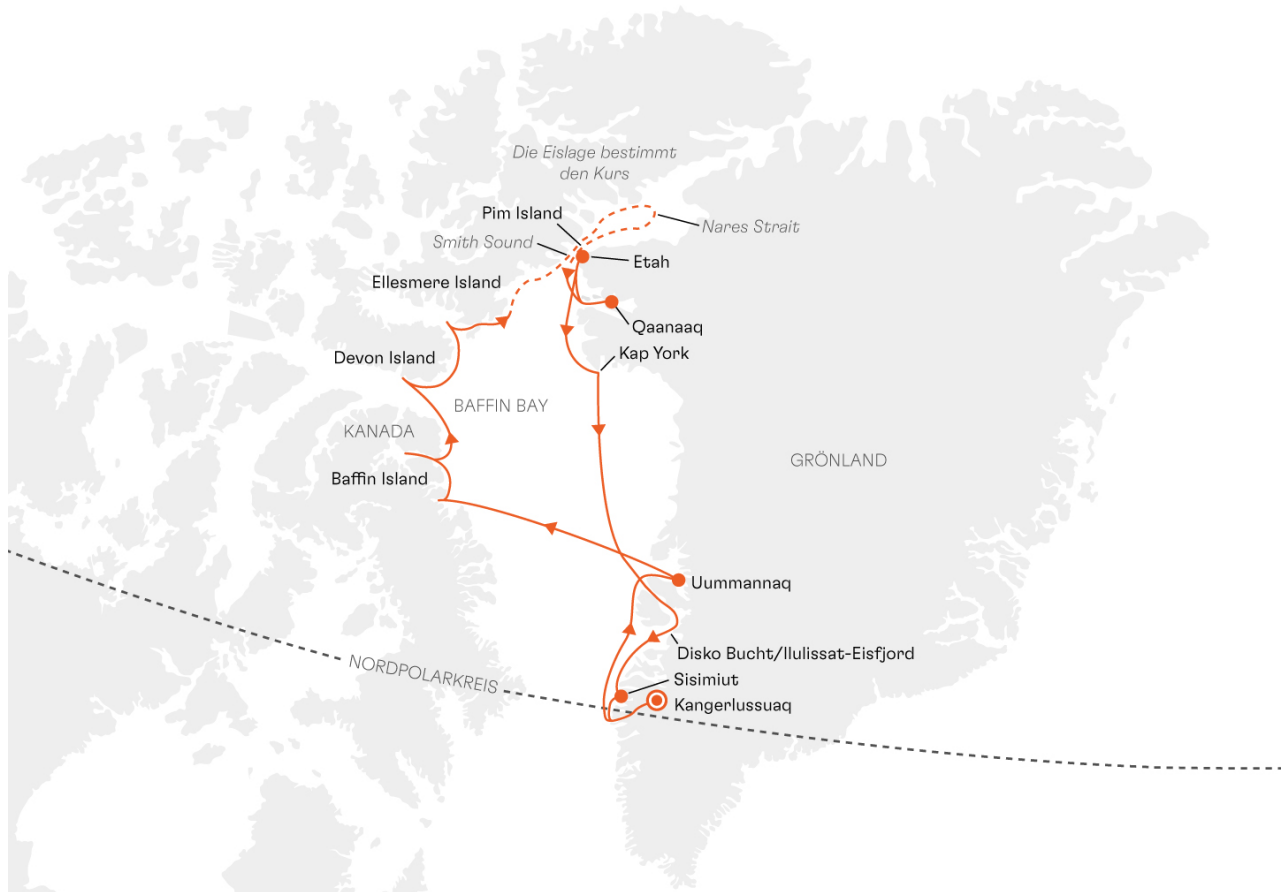 Die Eislage bestimmt
den Kurs
Pim Island
Nares Strait
Smith Sound
Etah
Ellesmere Island
Qaanaaq
Kap York
Devon Island
BAFFIN BAY
KANADA
GRÖNLAND
Baffin Island
Uummannaq
Disko Bucht/Ilulissat-Eisfjord
NORDPOLARKREIS
Sisimiut
Kangerlussuaq